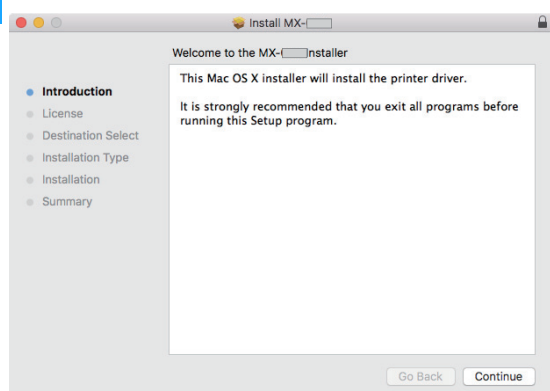 Install MX-
Welcome to the MX- nstaller
Introduction
License
Destination Select
Installation Type
Installation
Summary
This Mac OS X installer will install the printer driver.
It is strongly recommended that you exit all programs before
running this Setup program.
Go Back
Continue